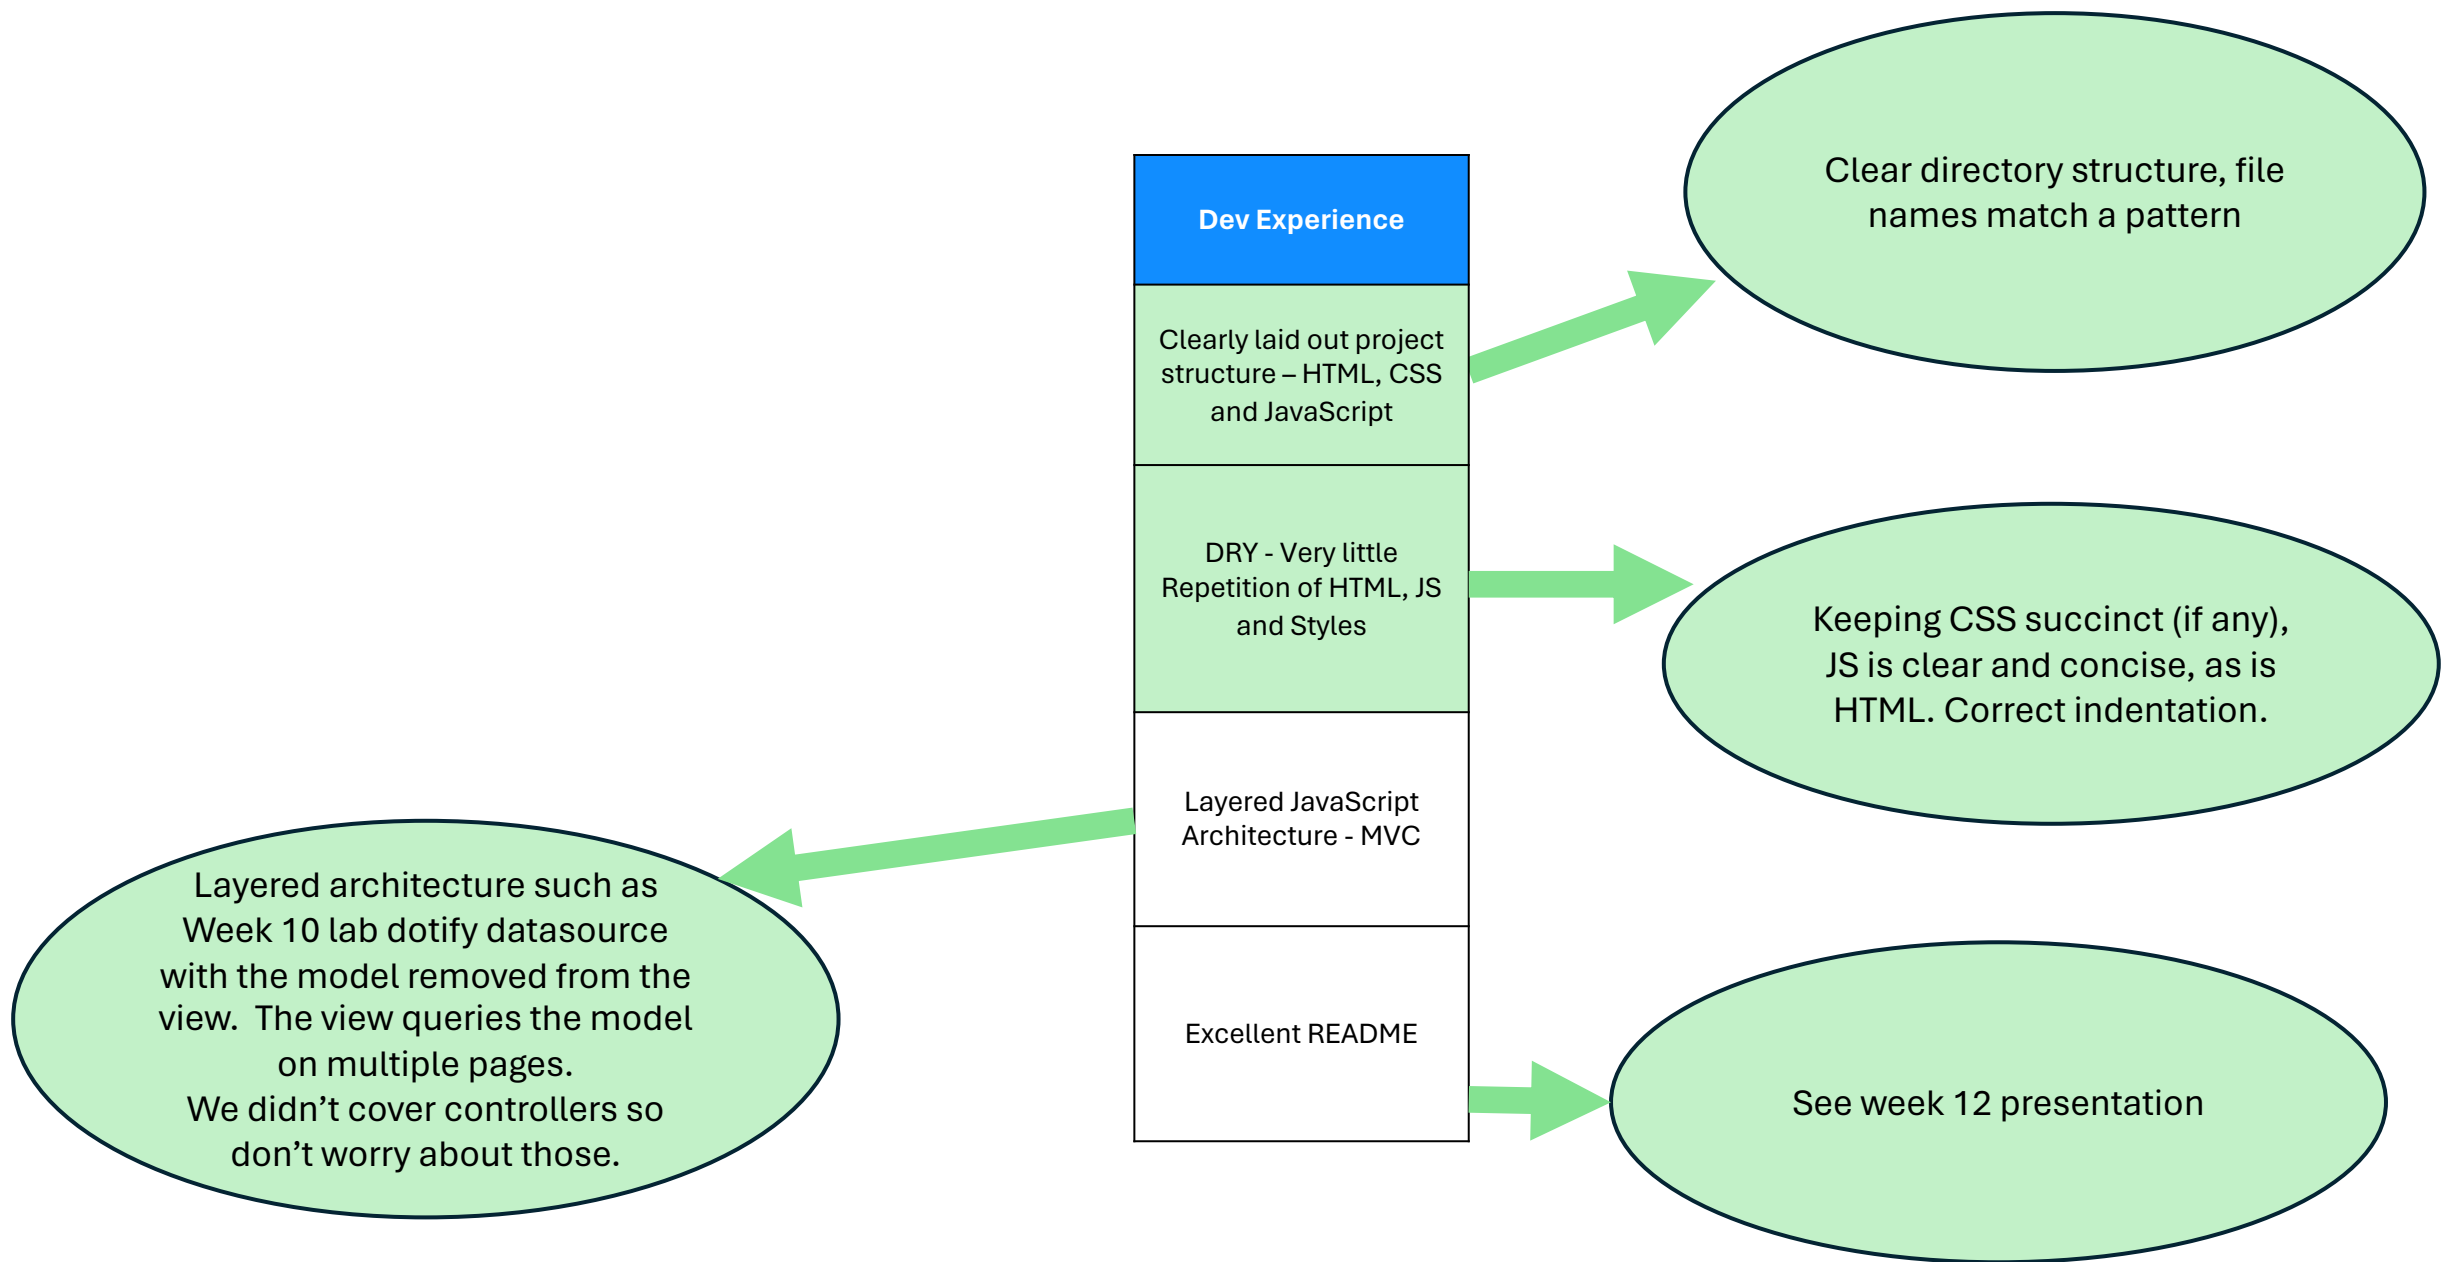 Dev Experience
Clearly laid out project
structure – HTML, CSS
and JavaScript
DRY - Very little
Repetition of HTML, JS
and Styles
Layered JavaScript
Architecture - MVC
Excellent README
Clear directory structure, file
names match a pattern
Keeping CSS succinct (if any),
JS is clear and concise, as is
HTML. Correct indentation.
Layered architecture such as
Week 10 lab dotify datasource
with the model removed from the
view.  The view queries the model
on multiple pages.
We didn’t cover controllers so
don’t worry about those.
See week 12 presentation